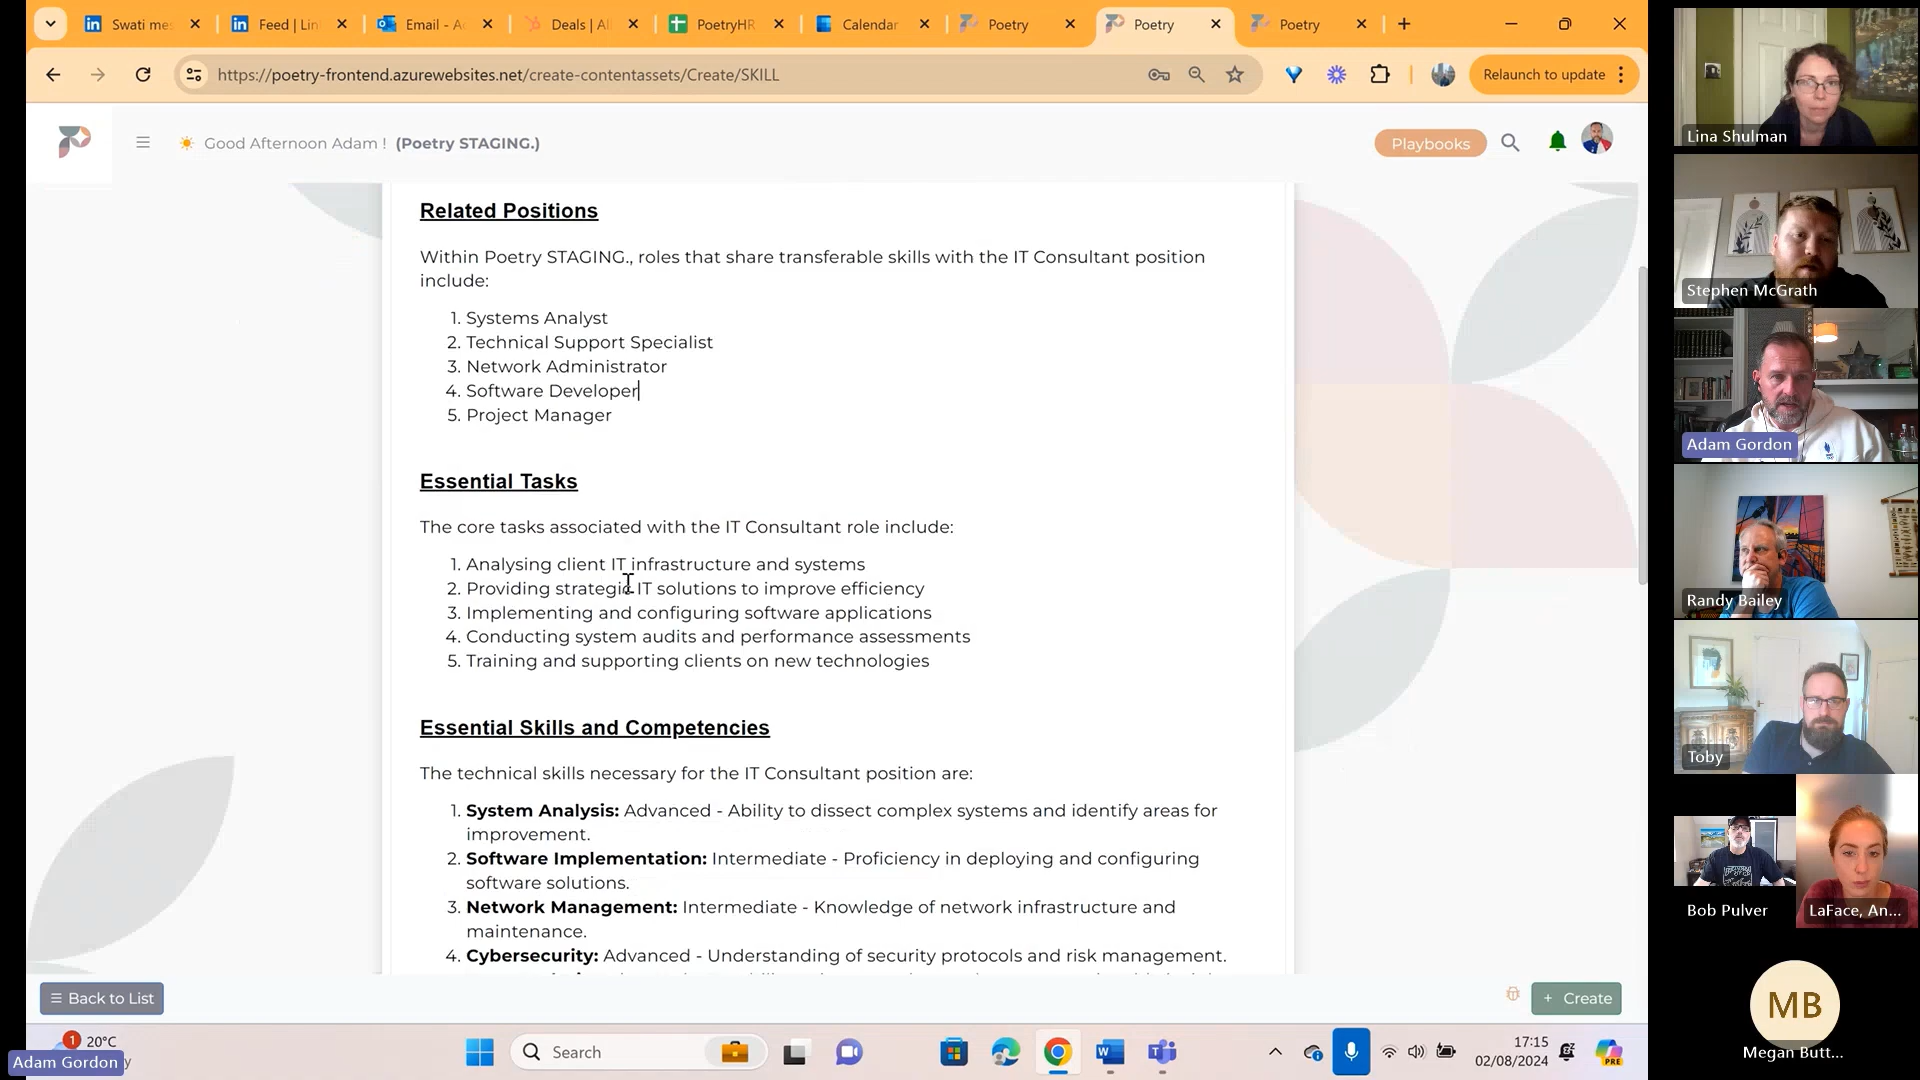 Swati mes
Feed | Lin
Email - A
Deals | Al
PoetryHR
Calendar
Poetry
Poetry
Poetry
https://poetry-frontend.azurewebsites.net/create-contentassets/Create/SKILL
Relaunch to update
Good Afternoon Adam ! (Poetry STAGING.)
Playbooks
Related Positions
Within Poetry STAGING., roles that share transferable skills with the IT Consultant position
include:
1. Systems Analyst
2. Technical Support Specialist
3. Network Administrator
4. Software Developer
5. Project Manager
Essential Tasks
The core tasks associated with the IT Consultant role include:
1. Analysing client IT infrastructure and systems
2. Providing strategic IT solutions to improve efficiency
3. Implementing and configuring software applications
4. Conducting system audits and performance assessments
5. Training and supporting clients on new technologies
Essential Skills and Competencies
The technical skills necessary for the IT Consultant position are:
1. System Analysis: Advanced - Ability to dissect complex systems and identify areas for
improvement.
2. Software Implementation: Intermediate - Proficiency in deploying and configuring
software solutions.
3. Network Management: Intermediate - Knowledge of network infrastructure and
maintenance.
4. Cybersecurity: Advanced - Understanding of security protocols and risk management.
Back to List
+ Create
1
20°C
Adam Gordon
Search
17:15
02/08/2024
PRE
Lina Shulman
Stephen McGrath
Adam Gordon
Randy Bailey
Toby
Bob Pulver
LaFace, An...
MB
Megan Butt...